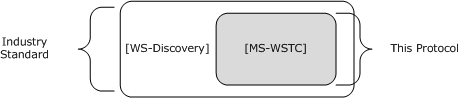 Industry
Standard
[WS-Discovery]
[MS-WSTC]
This Protocol